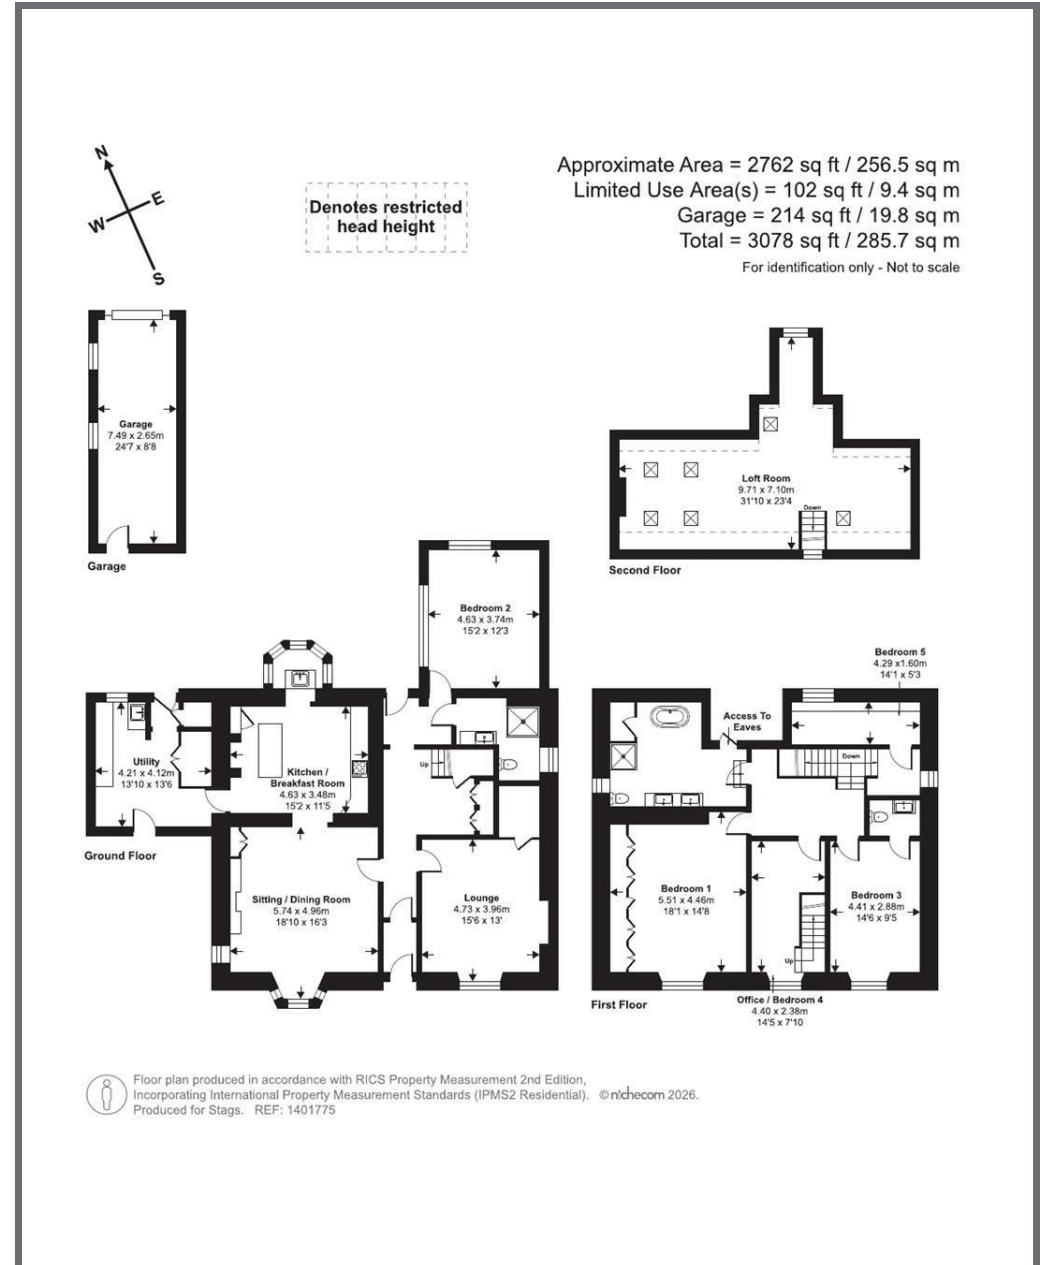 N
E
W
S
Denotes restricted
head height
Approximate Area = 2762 sq ft / 256.5 sq m
Limited Use Area(s) = 102 sq ft / 9.4 sq m
Garage = 214 sq ft / 19.8 sq m
Total = 3078 sq ft / 285.7 sq m
For identification only - Not to scale
Garage
7.49 x 2.65m
24'7 x 8'8
Garage
Loft Room
9.71 x 7.10m
31'10 x 23'4
Down
Second Floor
Bedroom 2
4.63 x 3.74m
15'2 x 12'3
Utility
4.21 x 4.12m
13'10 x 13'6
Kitchen /
Breakfast Room
4.63 x 3.48m
15'2 x 11'5
Up
Sitting / Dining Room
5.74 x 4.96m
18'10 x 16'3
Lounge
4.73 x 3.96m
15'6 x 13'
Ground Floor
Bedroom 5
4.29 x1.60m
14'1 x 5'3
Access To
Eaves
Down
Bedroom 1
5.51 x 4.46m
18'1 x 14'8
Bedroom 3
4.41 x 2.88m
14'6 x 9'5
Up
Office / Bedroom 4
4.40 x 2.38m
14'5 x 7'10
First Floor
Floor plan produced in accordance with RICS Property Measurement 2nd Edition,
Incorporating International Property Measurement Standards (IPMS2 Residential). © nichecom 2026.
Produced for Stags. REF: 1401775